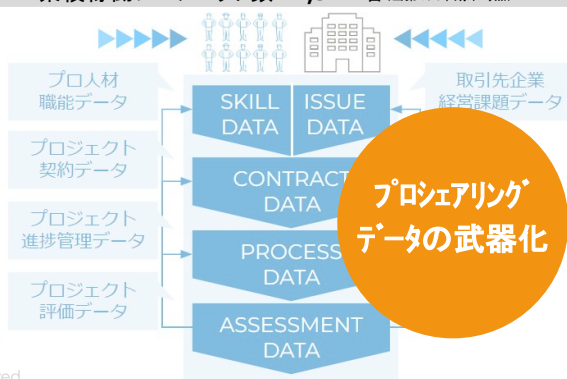 プロ人材
職能データ
SKILL
DATA
ISSUE
DATA
取引先企業
経営課題データ
プロジェクト
契約データ
CONTRACT
DATA
プロシェアリング
データの武器化
プロジェクト
進捗管理データ
PROCESS
DATA
プロジェクト
評価データ
ASSESSMENT
DATA